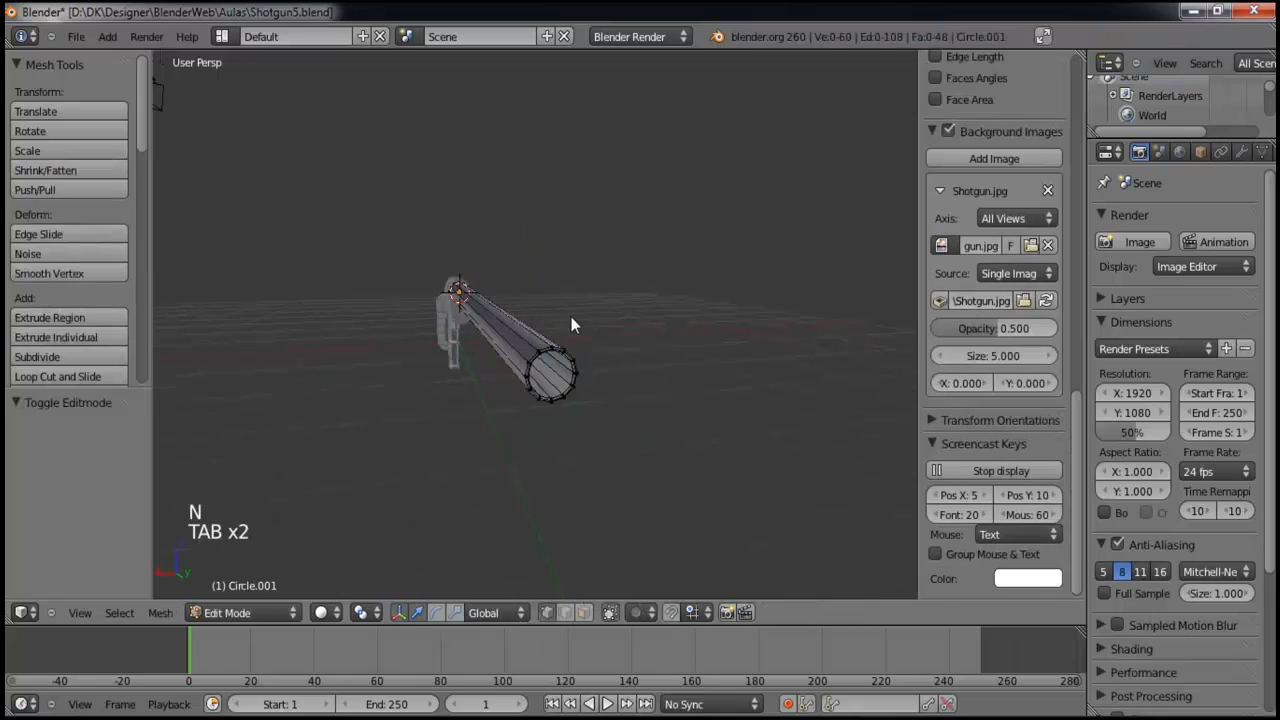 Blender* [D:\DK\Designer\BlenderWeb\Aulas\Shotgun5.blend]
File Add Render Help Default Scene Blender Render blender.org 260 | Ve:0-60 | Ed:0-108 | Fa:0-48 | Circle.001
Mesh Tools
Transform:
Translate
Rotate
Scale
Shrink/Fatten
Push/Pull
Deform:
Edge Slide
Noise
Smooth Vertex
Add:
Extrude Region
Extrude Individual
Subdivide
Loop Cut and Slide
Toggle Editmode
User Persp
N
TAB x2
(1) Circle.001
Edge Length
Faces Angles
Face Area
Background Images
Add Image
Shotgun.jpg
Axis: All Views
gun.jpg F
Source: Single Imag
\Shotgun.jpg
Opacity: 0.500
Size: 5.000
X: 0.000 Y: 0.000
Transform Orientations
Screencast Keys
Stop display
Pos X: 5 Pos Y: 10
Font: 20 Mous: 60
Mouse: Text
Group Mouse & Text
Color:
View Search All Scen
Scene
RenderLayers
World
Scene
Render
Image Animation
Display: Image Editor
Layers
Dimensions
Render Presets
Resolution: Frame Range:
X: 1920 Start Fra: 1
Y: 1080 End F: 250
50% Frame S: 1
Aspect Ratio: Frame Rate:
X: 1.000 24 fps
Y: 1.000 Time Remappi
Bo Cr 10 10
Anti-Aliasing
5 8 11 16 Mitchell-Ne
Full Sample Size: 1.000
Sampled Motion Blur
Shading
Performance
Post Processing
View Select Mesh Edit Mode Global
-40 -20 0 20 40 60 80 100 120 140 160 180 200 220 240 260 280
View Frame Playback Start: 1 End: 250 1 No Sync
x y